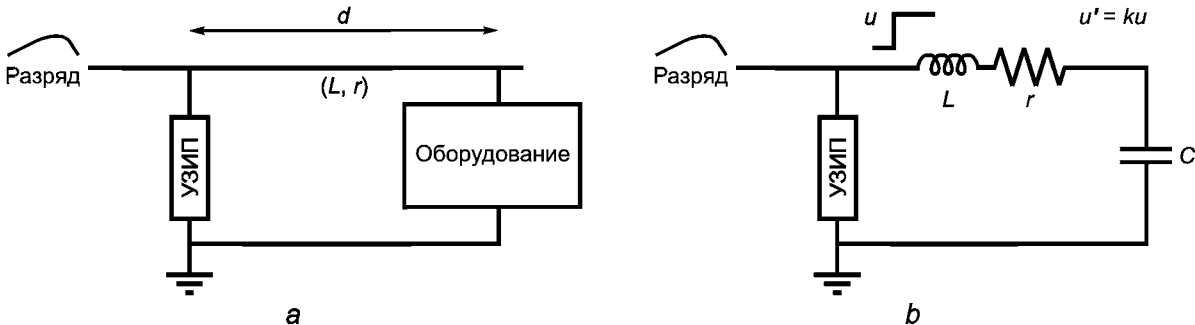 d
Разряд
(L, r)
УЗИП
Оборудование
a
u
u' = ku
Разряд
L
r
УЗИП
C
b